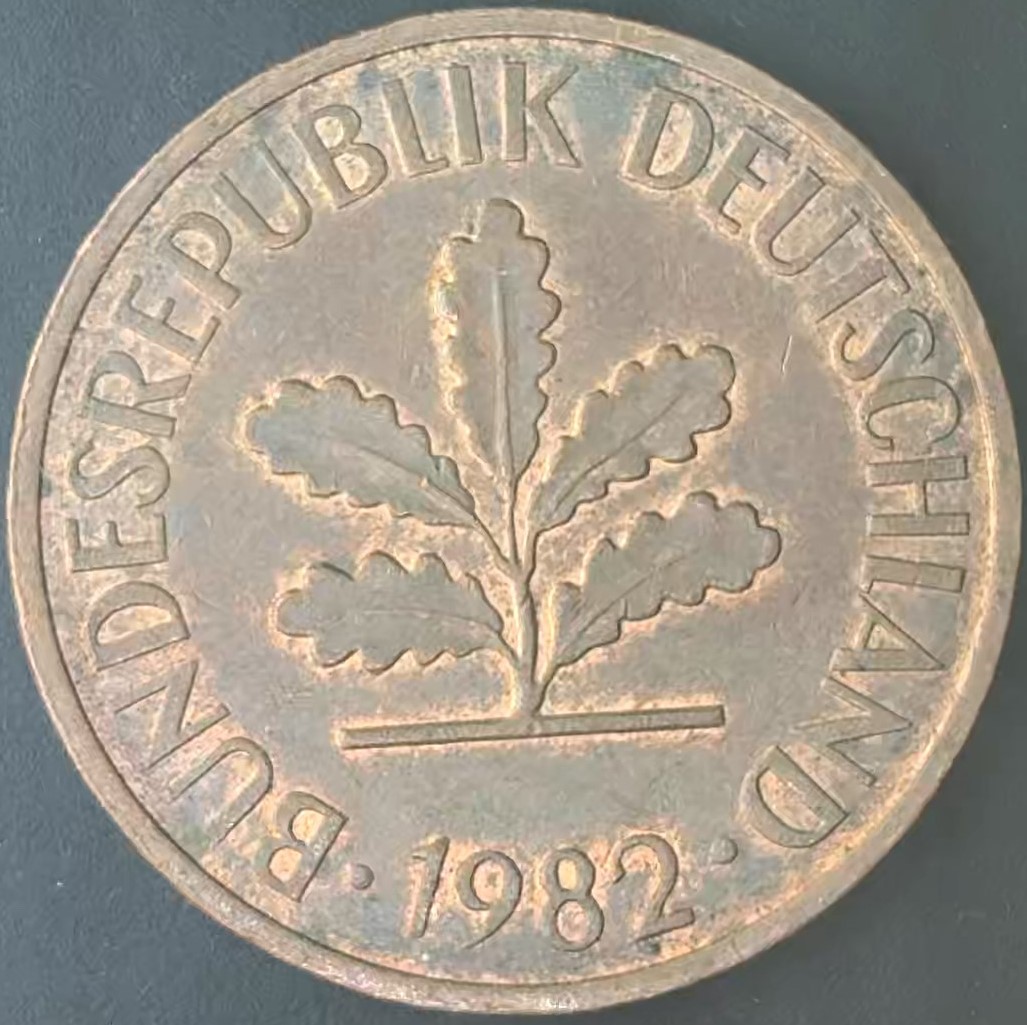 BUNDESREPUBLIK DEUTSCHLAND
· 1982 ·